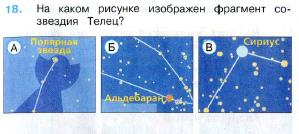 18. На каком рисунке изображен фрагмент со-
звездия Телец?
А
Полярная
звезда
Б
Альдебаран
В
Сириус